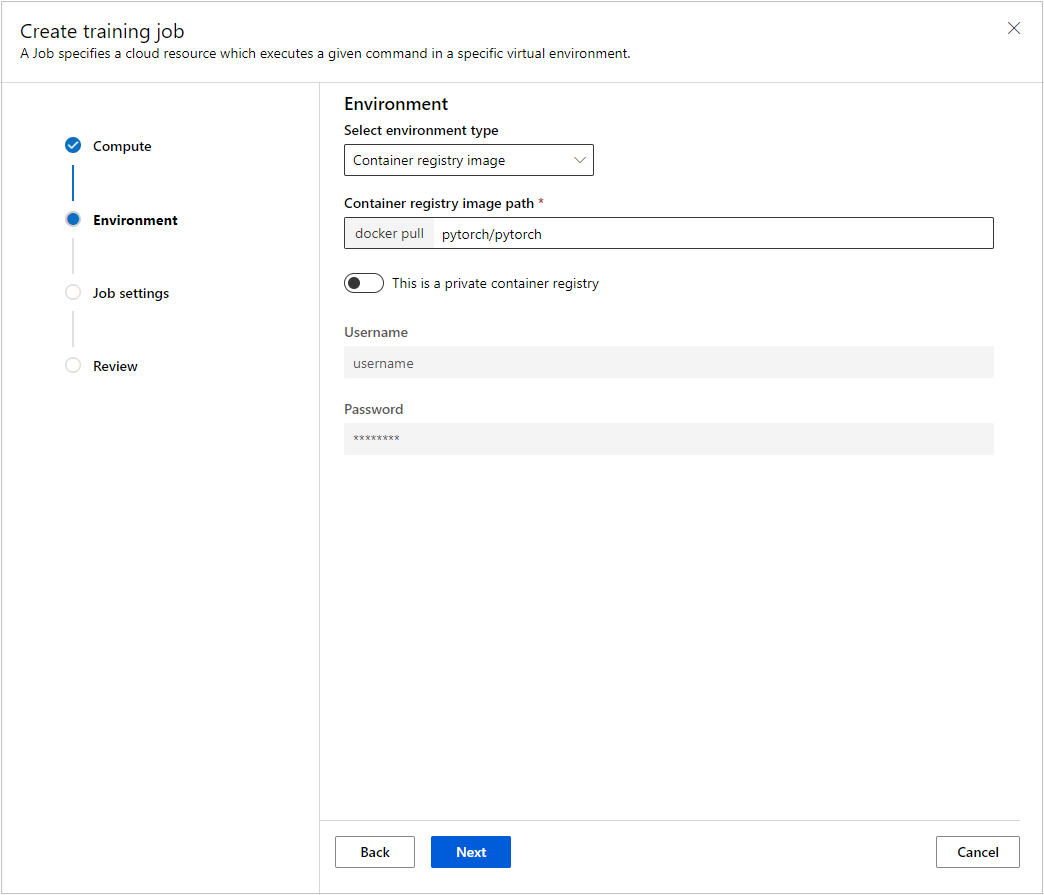 Create training job
A Job specifies a cloud resource which executes a given command in a specific virtual environment.
Compute
Environment
Job settings
Review
Environment
Select environment type
Container registry image
Container registry image path *
docker pull pytorch/pytorch
This is a private container registry
Username
username
Password
********
Back Next Cancel